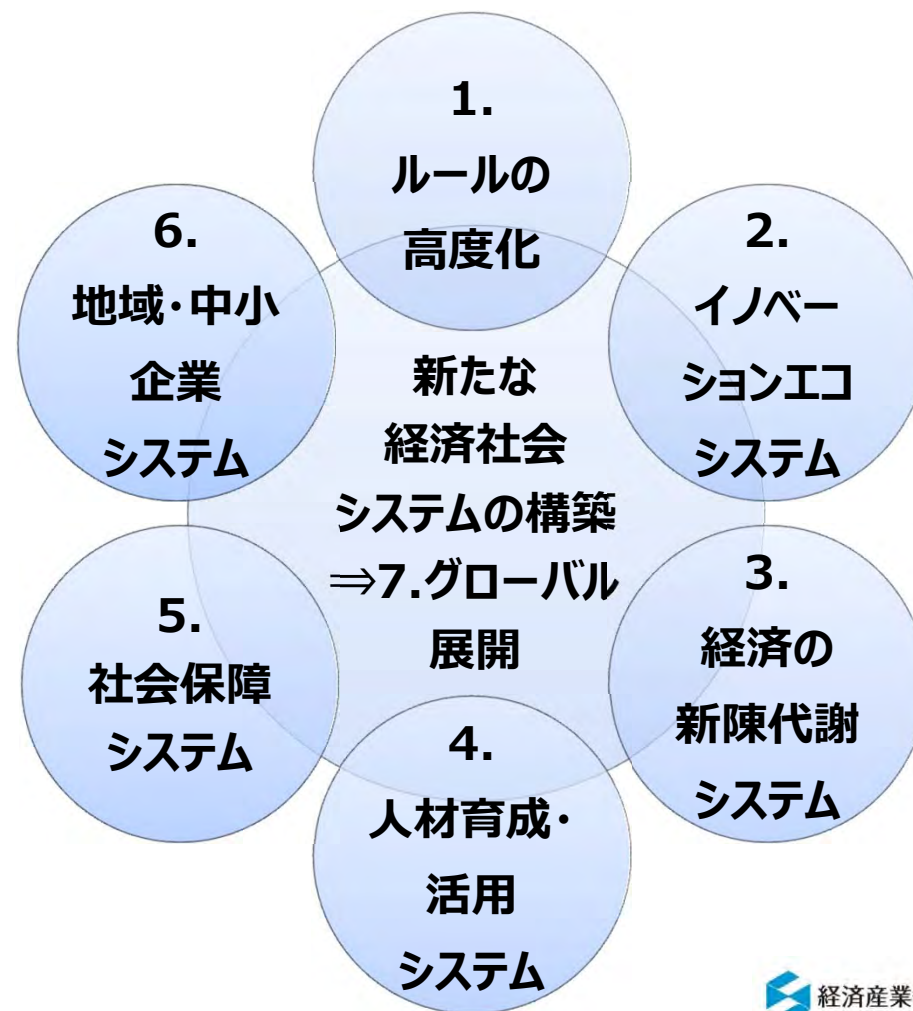 1.
ルールの
高度化
2.
イノベー
ションエコ
システム
3.
経済の
新陳代謝
システム
4.
人材育成・
活用
システム
5.
社会保障
システム
6.
地域・中小
企業
システム
新たな
経済社会
システムの構築
⇒7.グローバル
展開
経済産業